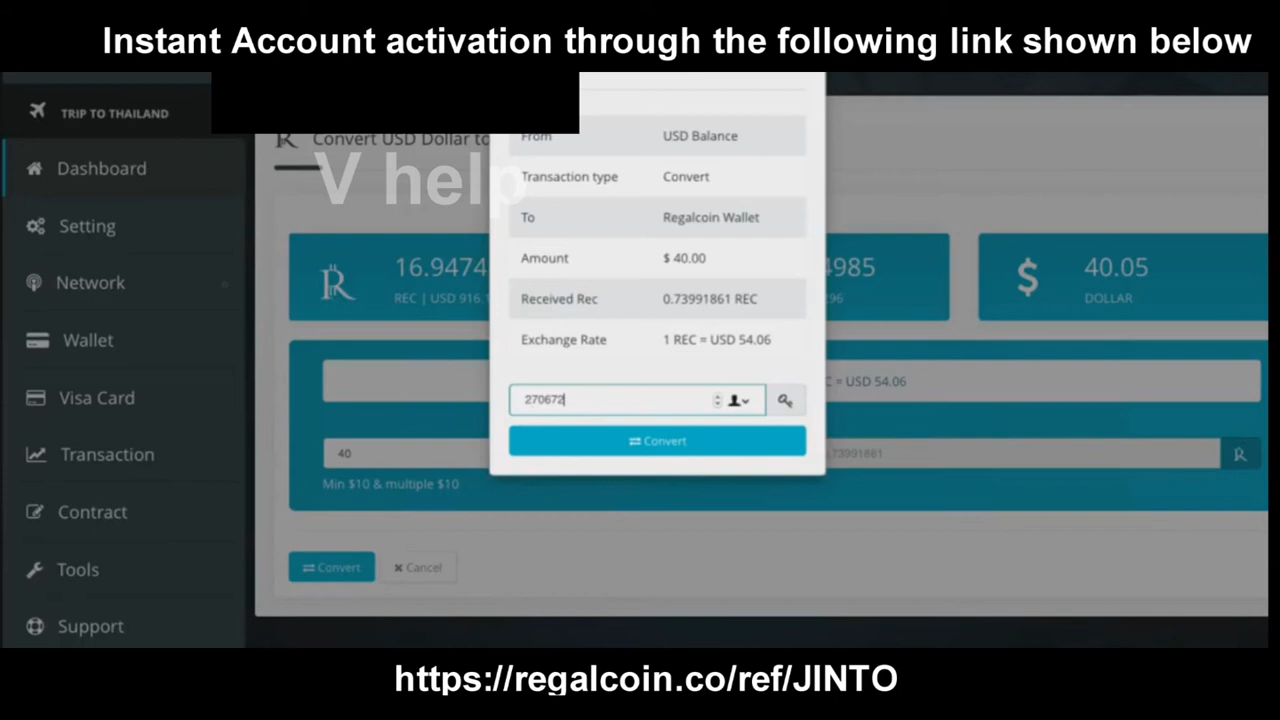 Instant Account activation through the following link shown below
TRIP TO THAILAND
Dashboard
Setting
Network
Wallet
Visa Card
Transaction
Contract
Tools
Support
Convert USD Dollar to
V help
16.9474
REC | USD 916.
4985
40.05
DOLLAR
From USD Balance
Transaction type Convert
To Regalcoin Wallet
Amount $ 40.00
Received Rec 0.73991861 REC
Exchange Rate 1 REC = USD 54.06
= USD 54.06
270672
Convert
40
.73991861
Min $10 & multiple $10
Convert
Cancel
https://regalcoin.co/ref/JINTO